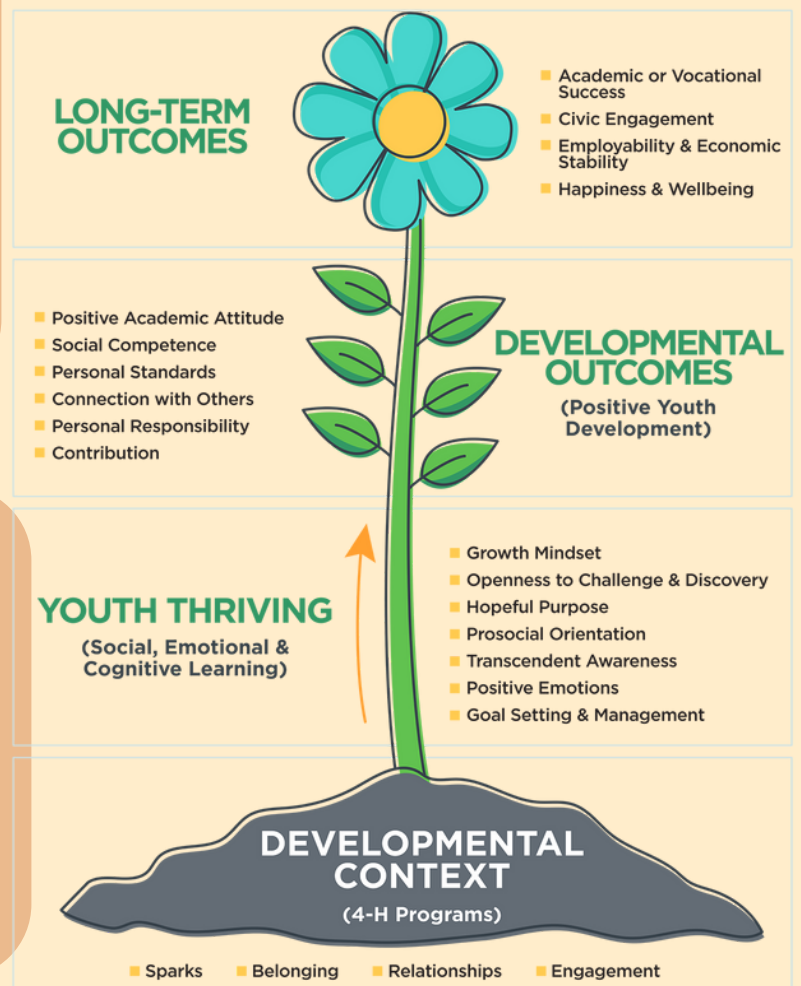 LONG-TERM
OUTCOMES
Academic or Vocational
Success
Civic Engagement
Employability & Economic
Stability
Happiness & Wellbeing
Positive Academic Attitude
Social Competence
Personal Standards
Connection with Others
Personal Responsibility
Contribution
DEVELOPMENTAL
OUTCOMES
(Positive Youth
Development)
YOUTH THRIVING
(Social, Emotional &
Cognitive Learning)
Growth Mindset
Openness to Challenge & Discovery
Hopeful Purpose
Prosocial Orientation
Transcendent Awareness
Positive Emotions
Goal Setting & Management
DEVELOPMENTAL
CONTEXT
(4-H Programs)
Sparks Belonging Relationships Engagement